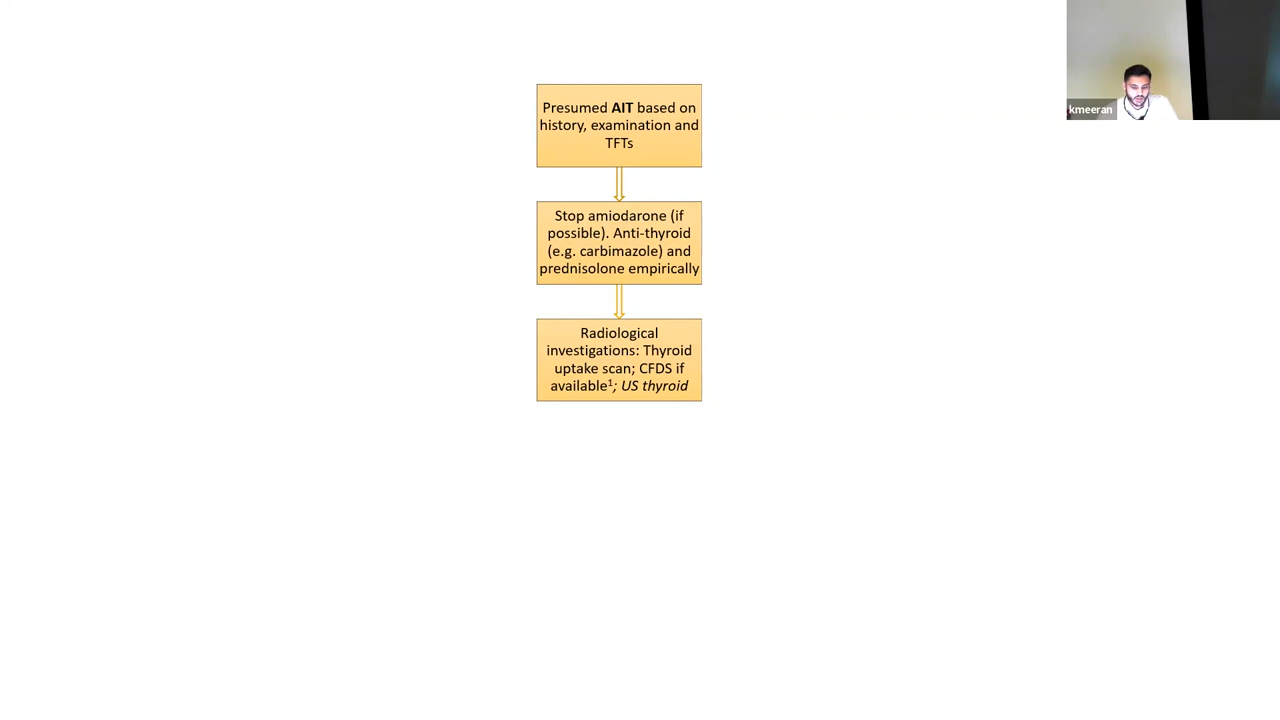 Presumed AIT based on
history, examination and
TFTs
Stop amiodarone (if
possible). Anti-thyroid
(e.g. carbimazole) and
prednisolone empirically
Radiological
investigations: Thyroid
uptake scan; CFDS if
available¹; US thyroid
kmeeran